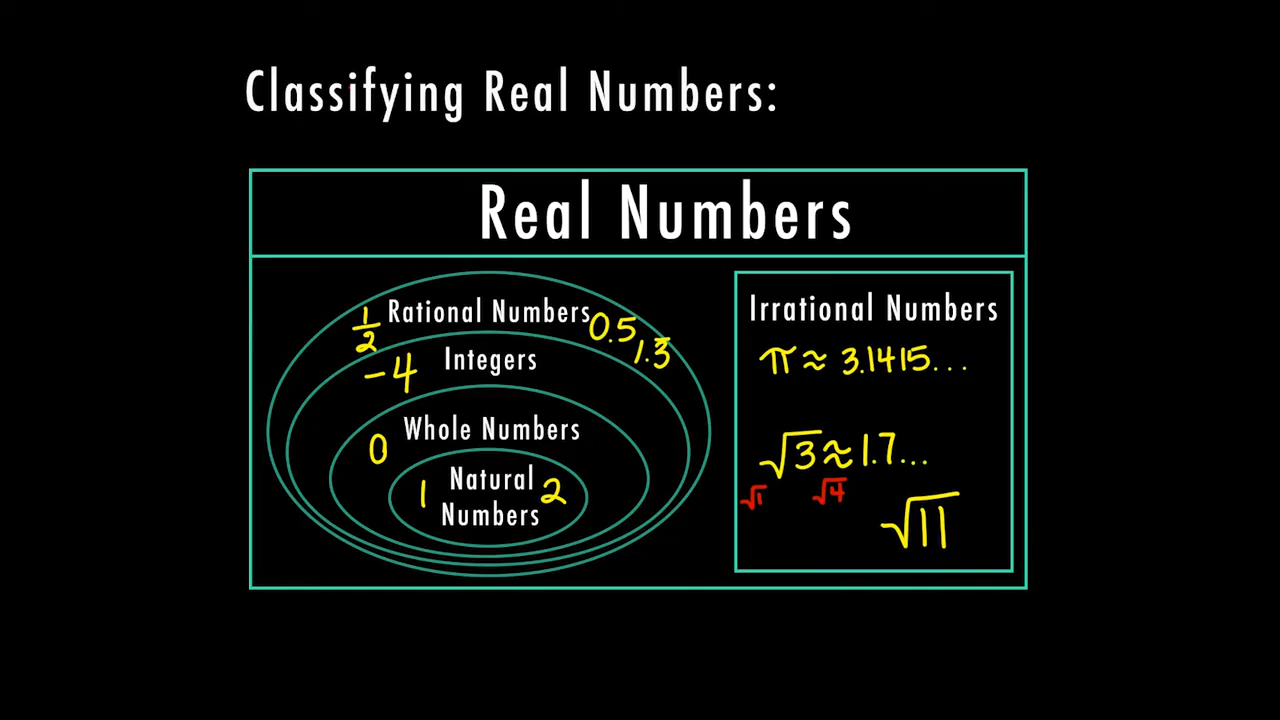 Classifying Real Numbers:
Real Numbers
Rational Numbers
1/2
0.5
1.3̅
Integers
-4
Whole Numbers
0
Natural
Numbers
1
2
Irrational Numbers
π ≈ 3.1415...
√3 ≈ 1.7...
√1 √4
√11